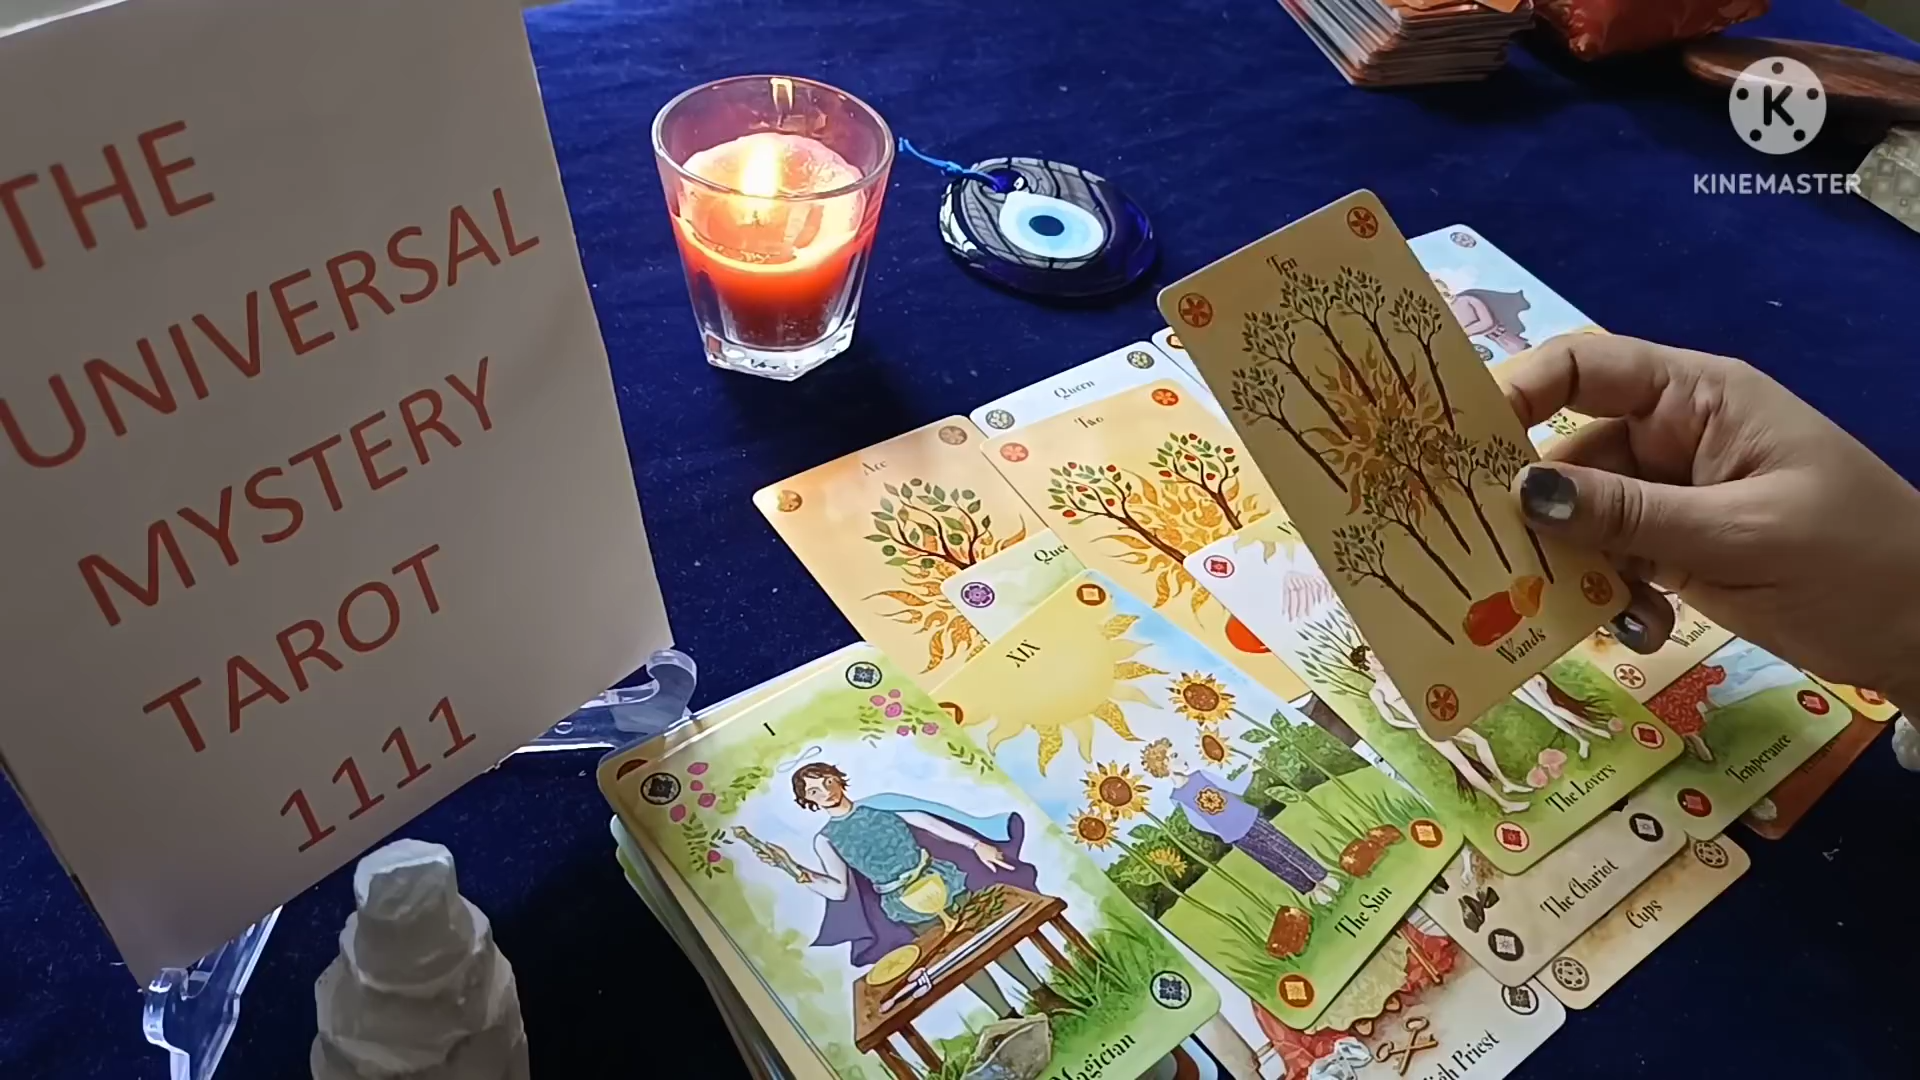 THE
UNIVERSAL
MYSTERY
TAROT
1111
K
KINEMASTER
Ten
Wands
Queen
Two
Ace
XIX
The Sun
I
Magician
The Lovers
Temperance
The Chariot
Cups
High Priest
Wands